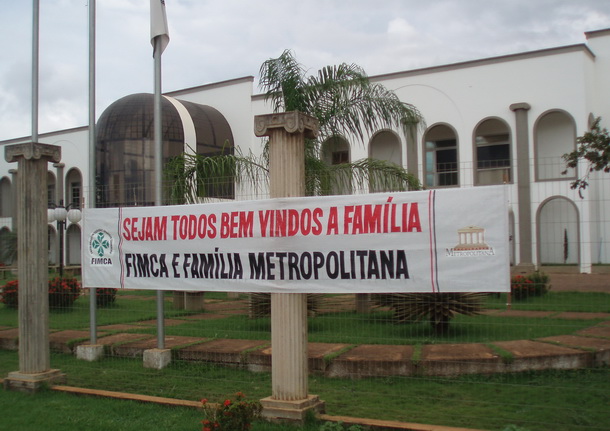 SEJAM TODOS BEM VINDOS A FAMÍLIA
FIMCA E FAMÍLIA METROPOLITANA
FIMCA
METROPOLITANA